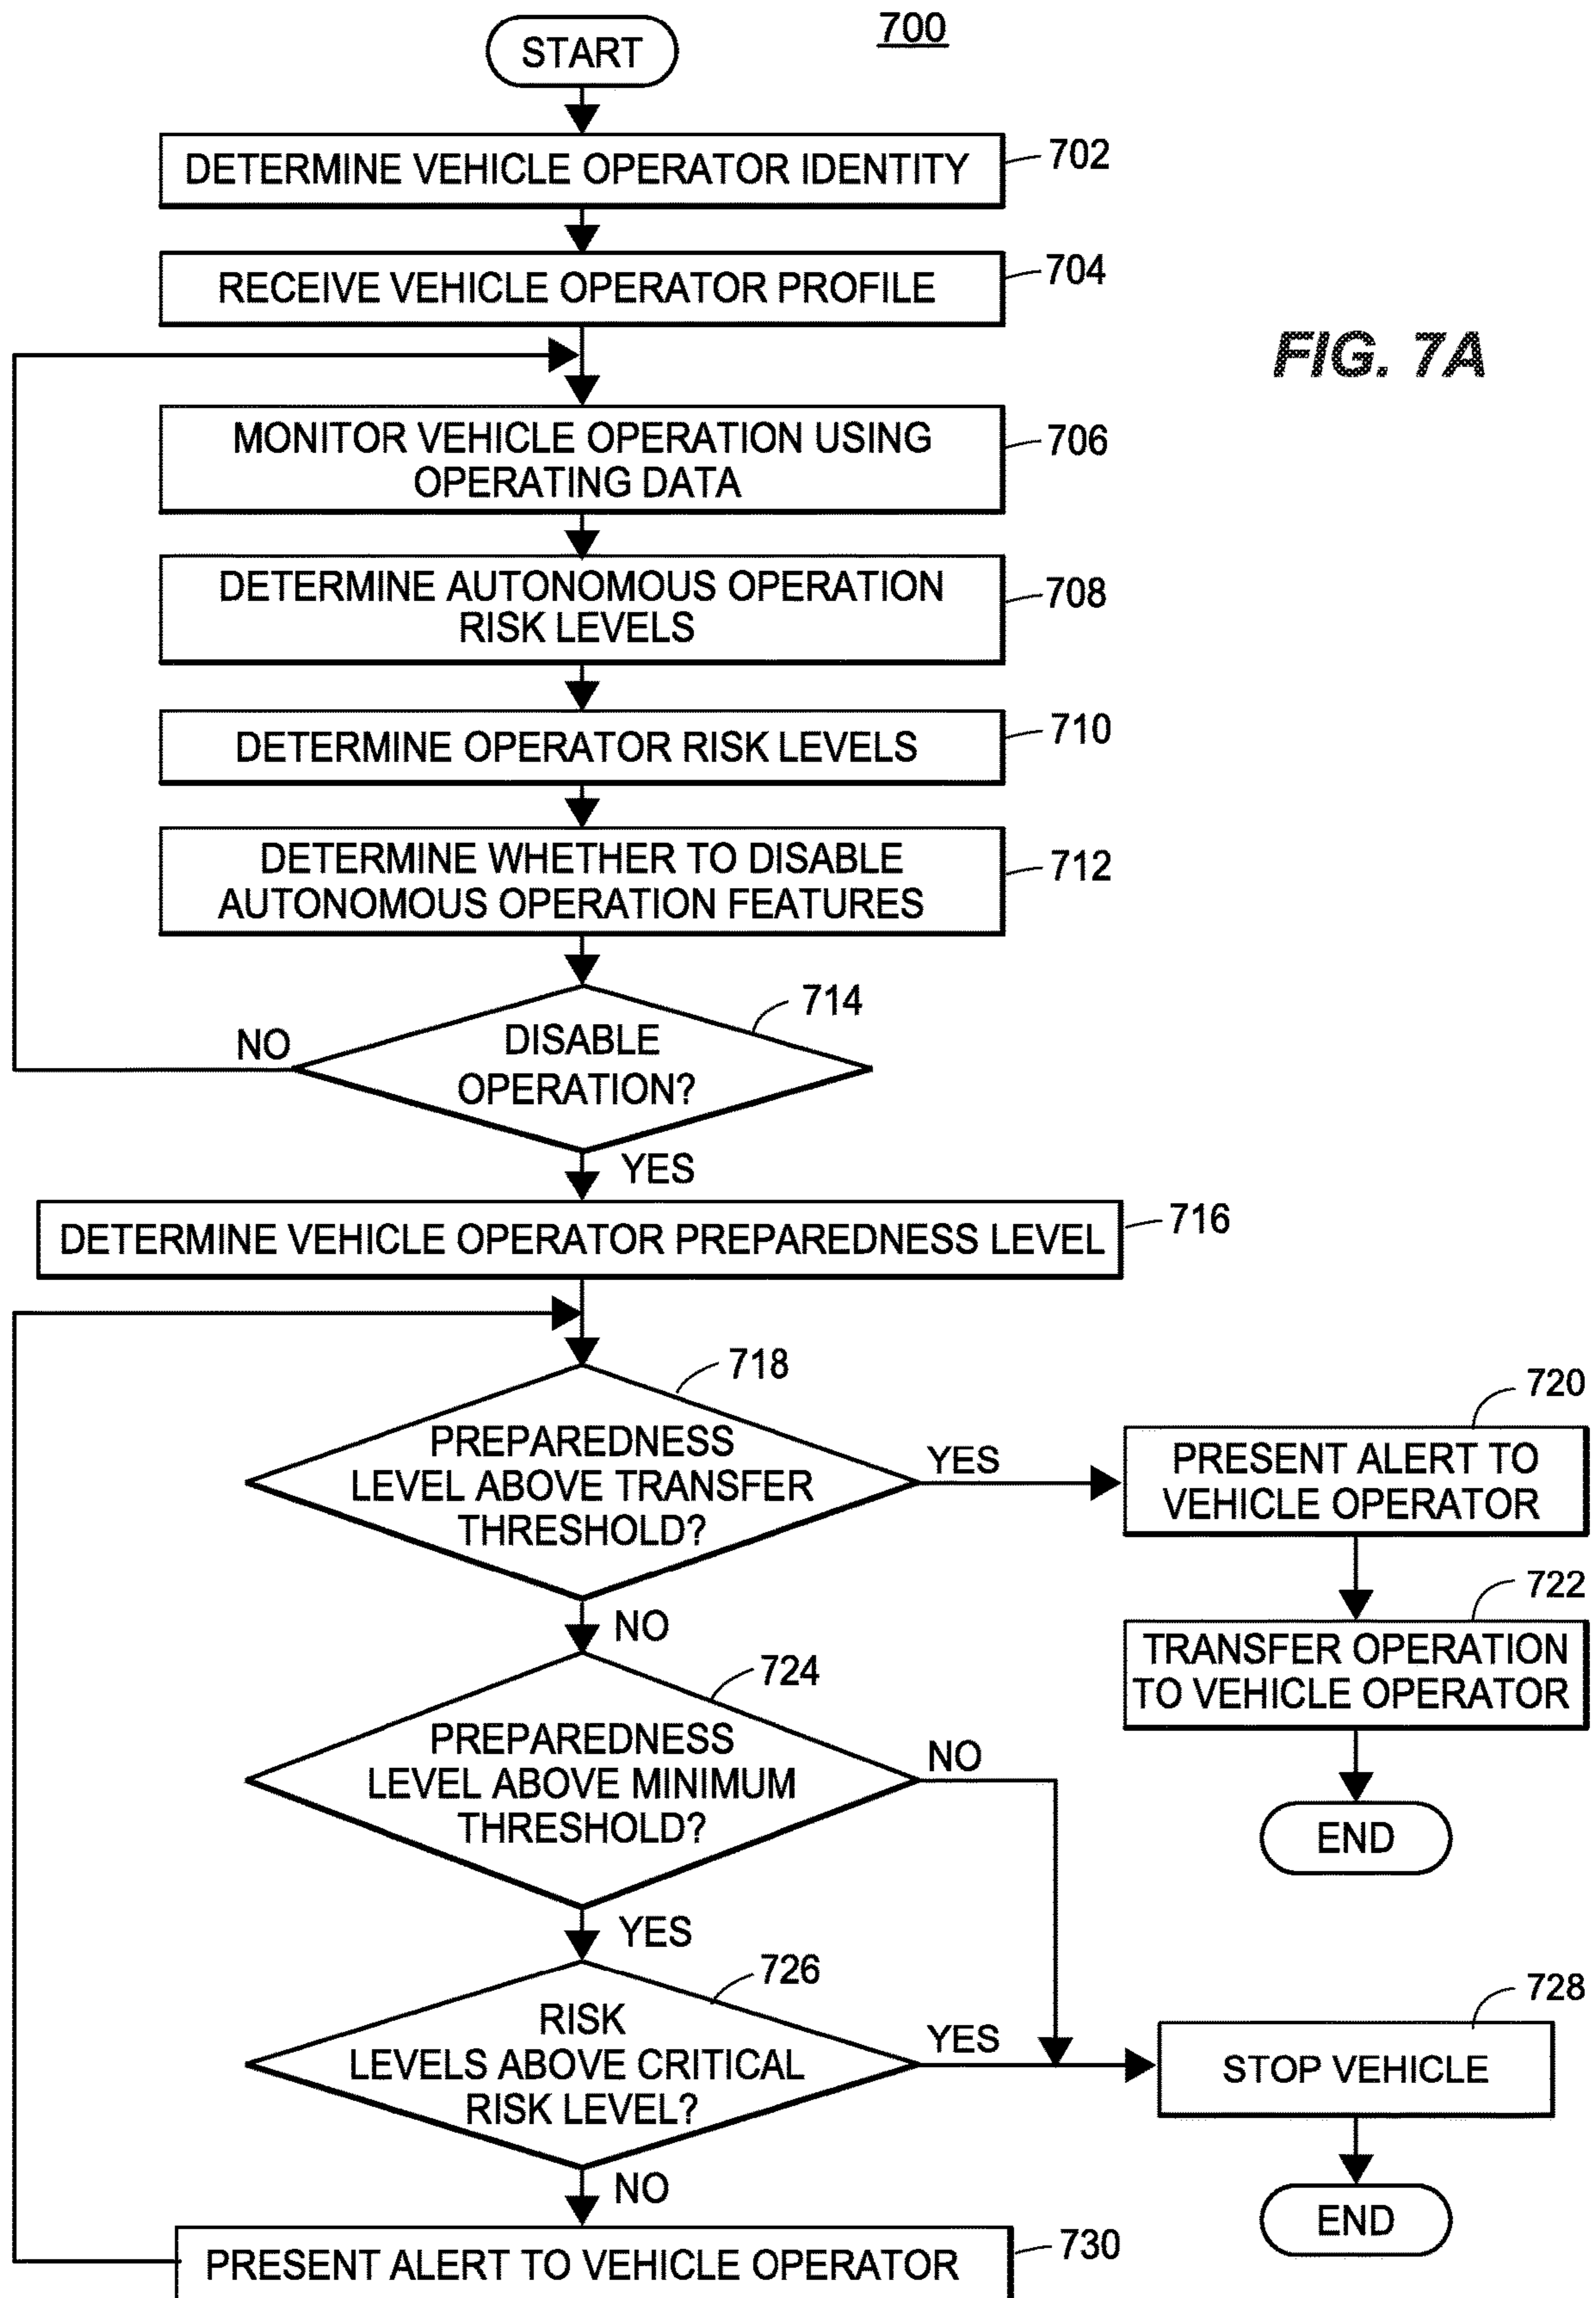 700
START
DETERMINE VEHICLE OPERATOR IDENTITY
702
RECEIVE VEHICLE OPERATOR PROFILE
704
FIG. 7A
MONITOR VEHICLE OPERATION USING
OPERATING DATA
706
DETERMINE AUTONOMOUS OPERATION
RISK LEVELS
708
DETERMINE OPERATOR RISK LEVELS
710
DETERMINE WHETHER TO DISABLE
AUTONOMOUS OPERATION FEATURES
712
714
DISABLE
OPERATION?
NO
YES
DETERMINE VEHICLE OPERATOR PREPAREDNESS LEVEL
716
718
PREPAREDNESS
LEVEL ABOVE TRANSFER
THRESHOLD?
YES
720
PRESENT ALERT TO
VEHICLE OPERATOR
722
TRANSFER OPERATION
TO VEHICLE OPERATOR
END
NO
724
PREPAREDNESS
LEVEL ABOVE MINIMUM
THRESHOLD?
NO
YES
726
RISK
LEVELS ABOVE CRITICAL
RISK LEVEL?
YES
728
STOP VEHICLE
END
NO
PRESENT ALERT TO VEHICLE OPERATOR
730